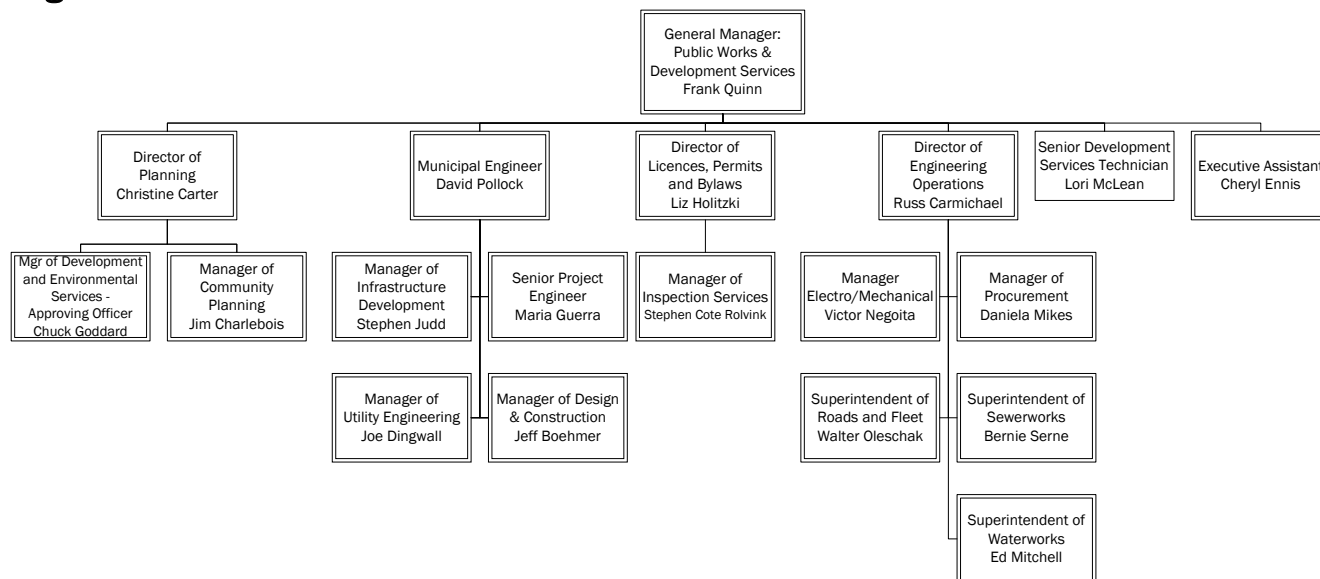 General Manager:
Public Works &
Development Services
Frank Quinn
Director of
Planning
Christine Carter
Municipal Engineer
David Pollock
Director of
Licences, Permits
and Bylaws
Liz Holitzki
Director of
Engineering
Operations
Russ Carmichael
Senior Development
Services Technician
Lori McLean
Executive Assistant
Cheryl Ennis
Mgr of Development
and Environmental
Services -
Approving Officer
Chuck Goddard
Manager of
Community
Planning
Jim Charlebois
Manager of
Infrastructure
Development
Stephen Judd
Senior Project
Engineer
Maria Guerra
Manager of
Inspection Services
Stephen Cote Rolvink
Manager
Electro/Mechanical
Victor Negoita
Manager of
Procurement
Daniela Mikes
Manager of
Utility Engineering
Joe Dingwall
Manager of Design
& Construction
Jeff Boehmer
Superintendent of
Roads and Fleet
Walter Oleschak
Superintendent of
Sewerworks
Bernie Serne
Superintendent of
Waterworks
Ed Mitchell